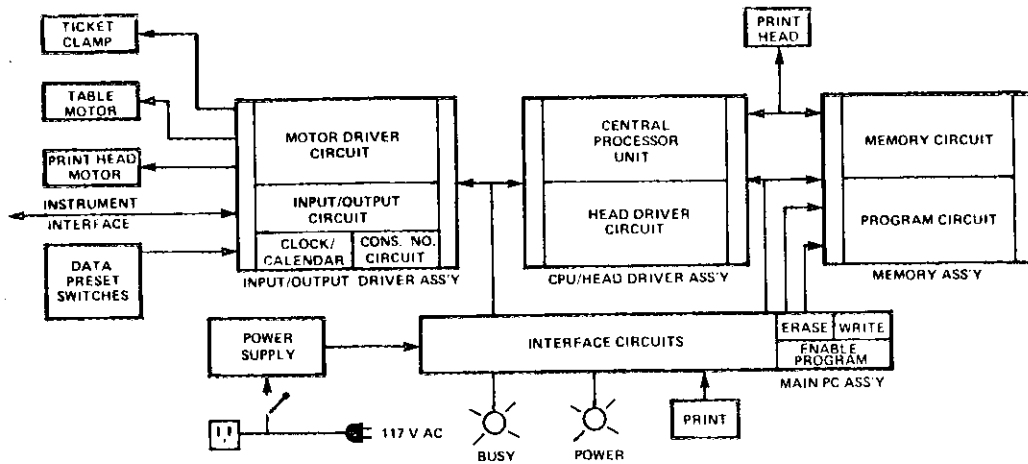 TICKET
CLAMP
TABLE
MOTOR
PRINT HEAD
MOTOR
INSTRUMENT
INTERFACE
DATA
PRESET
SWITCHES
MOTOR DRIVER
CIRCUIT
INPUT/OUTPUT
CIRCUIT
CLOCK/
CALENDAR
CONS. NO.
CIRCUIT
INPUT/OUTPUT DRIVER ASS'Y
PRINT
HEAD
CENTRAL
PROCESSOR
UNIT
HEAD DRIVER
CIRCUIT
CPU/HEAD DRIVER ASS'Y
MEMORY CIRCUIT
PROGRAM CIRCUIT
MEMORY ASS'Y
POWER
SUPPLY
INTERFACE CIRCUITS
ERASE
WRITE
ENABLE
PROGRAM
MAIN PC ASS'Y
117 V AC
BUSY
POWER
PRINT